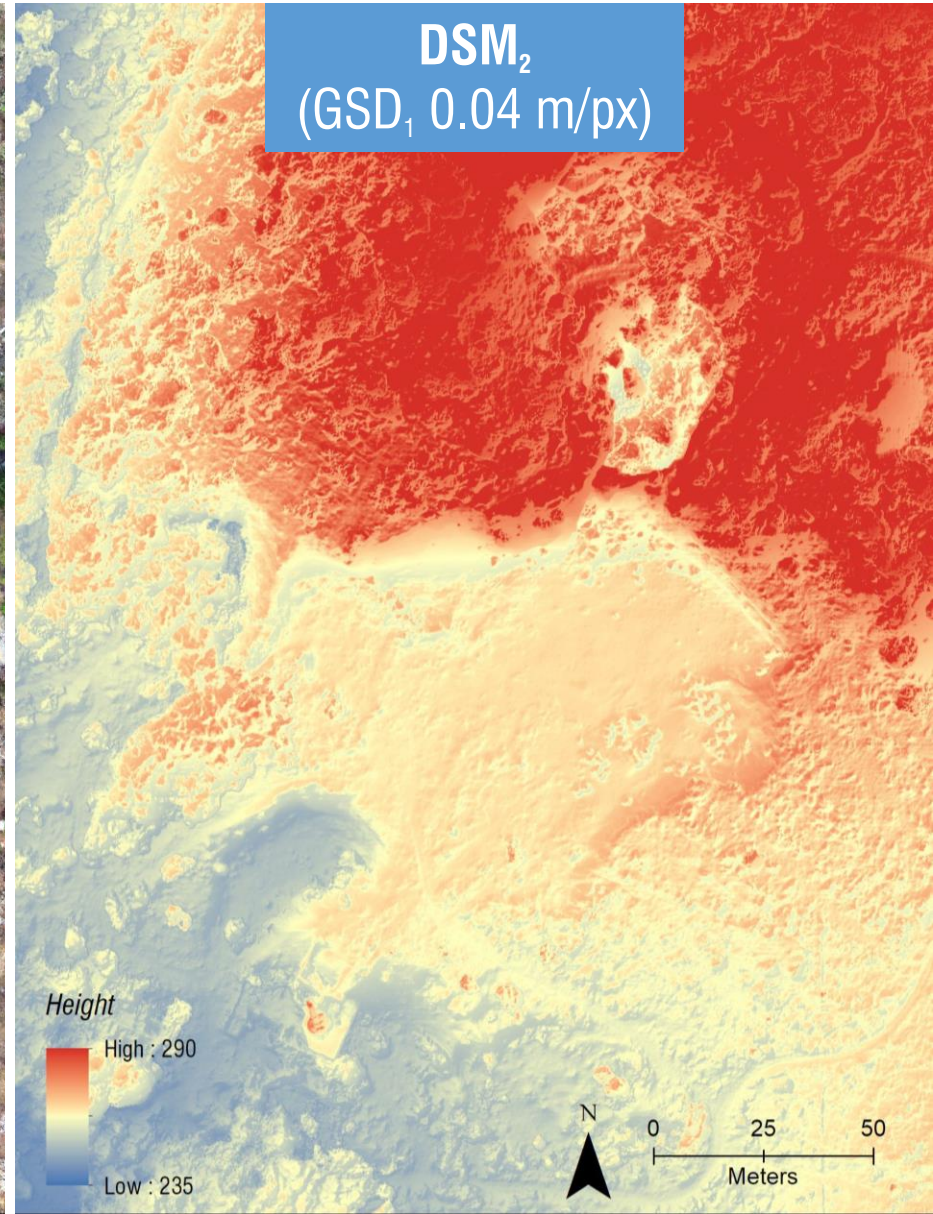 DSM₂
(GSD₁ 0.04 m/px)
Height
High : 290
Low : 235
N
0 25 50
Meters